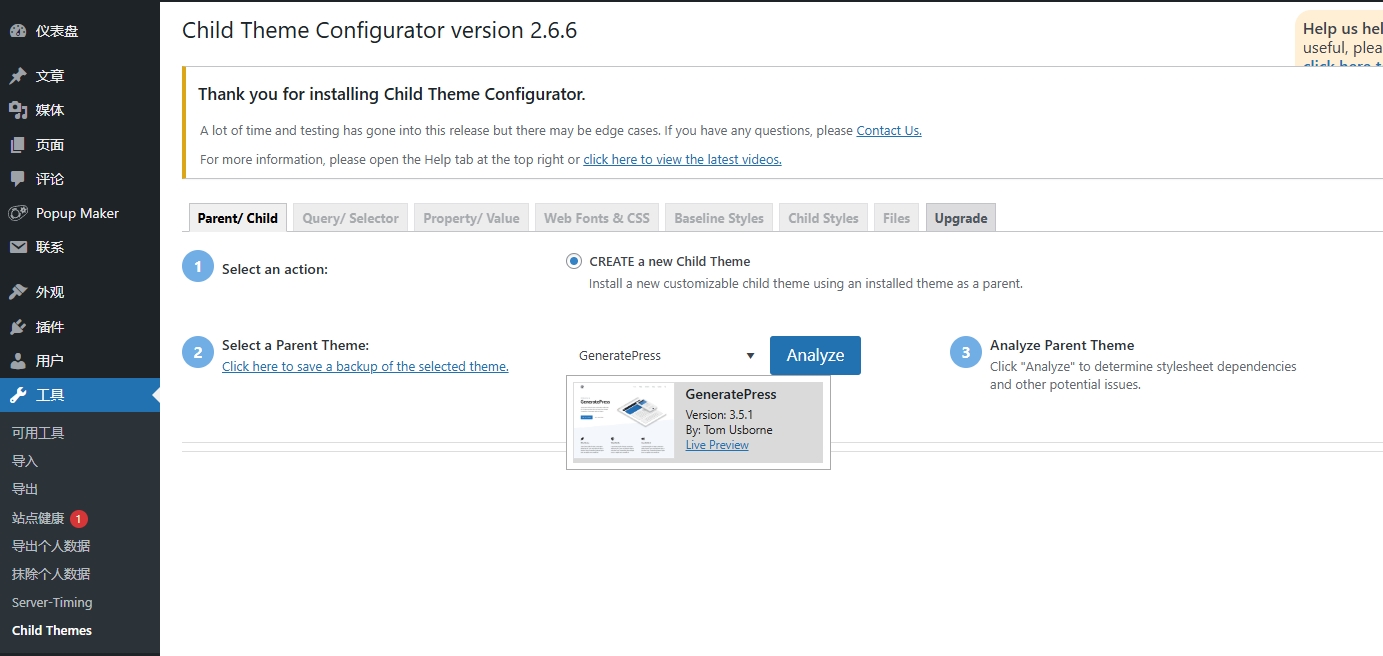 仪表盘
文章
媒体
页面
评论
Popup Maker
联系
外观
插件
用户
工具
可用工具
导入
导出
站点健康 1
导出个人数据
抹除个人数据
Server-Timing
Child Themes
Child Theme Configurator version 2.6.6
Help us hel
useful, plea
click here t
Thank you for installing Child Theme Configurator.
A lot of time and testing has gone into this release but there may be edge cases. If you have any questions, please Contact Us.
For more information, please open the Help tab at the top right or click here to view the latest videos.
Parent/ Child Query/ Selector Property/ Value Web Fonts & CSS Baseline Styles Child Styles Files Upgrade
1 Select an action:
CREATE a new Child Theme
Install a new customizable child theme using an installed theme as a parent.
2 Select a Parent Theme:
Click here to save a backup of the selected theme.
GeneratePress Analyze
GeneratePress
GeneratePress
Version: 3.5.1
By: Tom Usborne
Live Preview
3 Analyze Parent Theme
Click "Analyze" to determine stylesheet dependencies
and other potential issues.